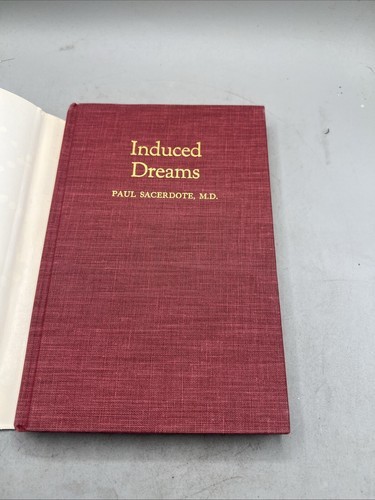 Induced
Dreams
PAUL SACERDOTE, M.D.